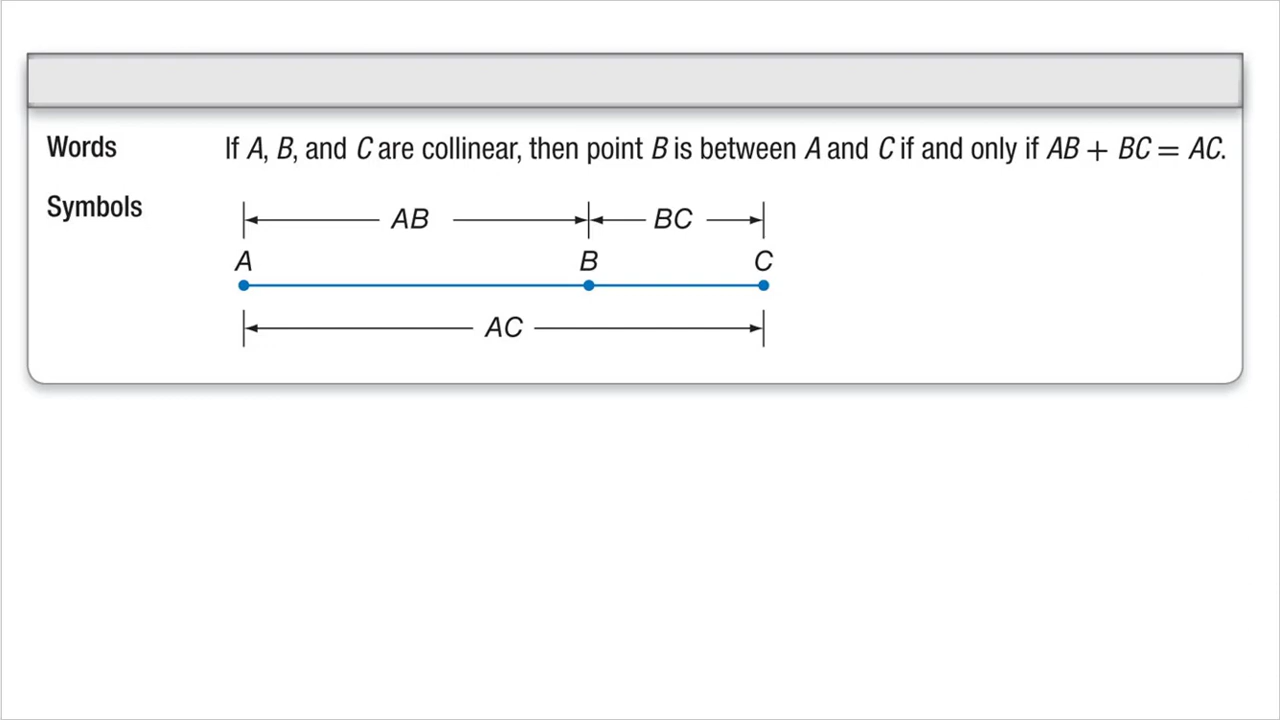 Words If A, B, and C are collinear, then point B is between A and C if and only if AB + BC = AC.
Symbols
AB BC
A B C
AC